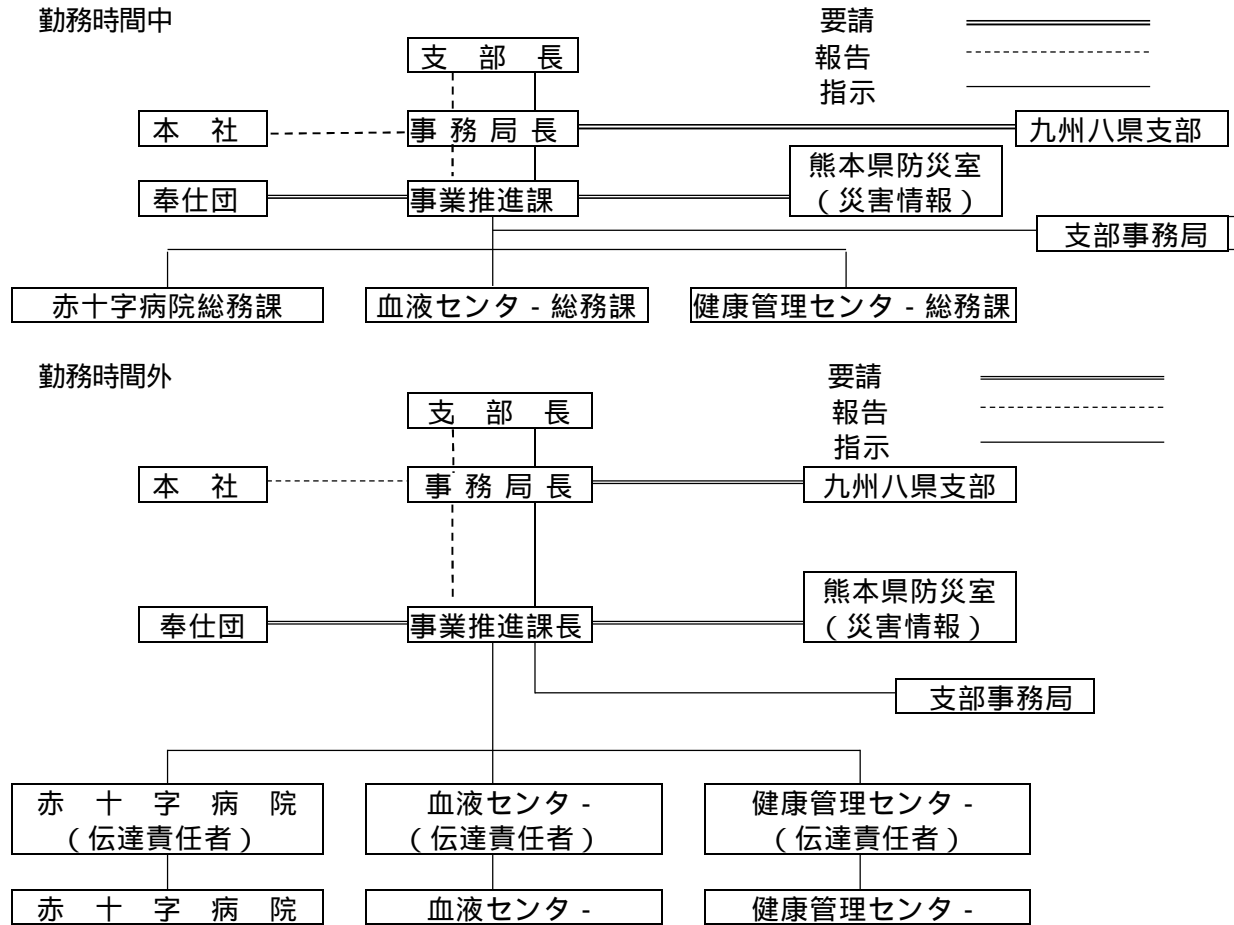 勤務時間中
要請
報告
指示
支 部 長
本 社
事 務 局 長
九州八県支部
奉仕団
事業推進課
熊本県防災室
(災害情報)
支部事務局
赤十字病院総務課
血液センタ-総務課
健康管理センタ-総務課
勤務時間外
要請
報告
指示
支 部 長
本 社
事 務 局 長
九州八県支部
奉仕団
事業推進課長
熊本県防災室
(災害情報)
支部事務局
赤 十 字 病 院
(伝達責任者)
血液センタ-
(伝達責任者)
健康管理センタ-
(伝達責任者)
赤 十 字 病 院
血液センタ-
健康管理センタ-